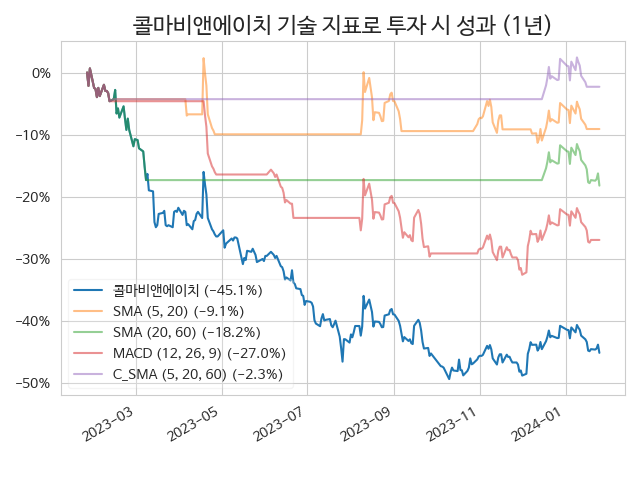 콜마비앤에이치 기술 지표로 투자 시 성과 (1년)
0%
−10%
−20%
−30%
−40%
−50%
콜마비앤에이치 (−45.1%)
SMA (5, 20) (−9.1%)
SMA (20, 60) (−18.2%)
MACD (12, 26, 9) (−27.0%)
C_SMA (5, 20, 60) (−2.3%)
2023−03
2023−05
2023−07
2023−09
2023−11
2024−01